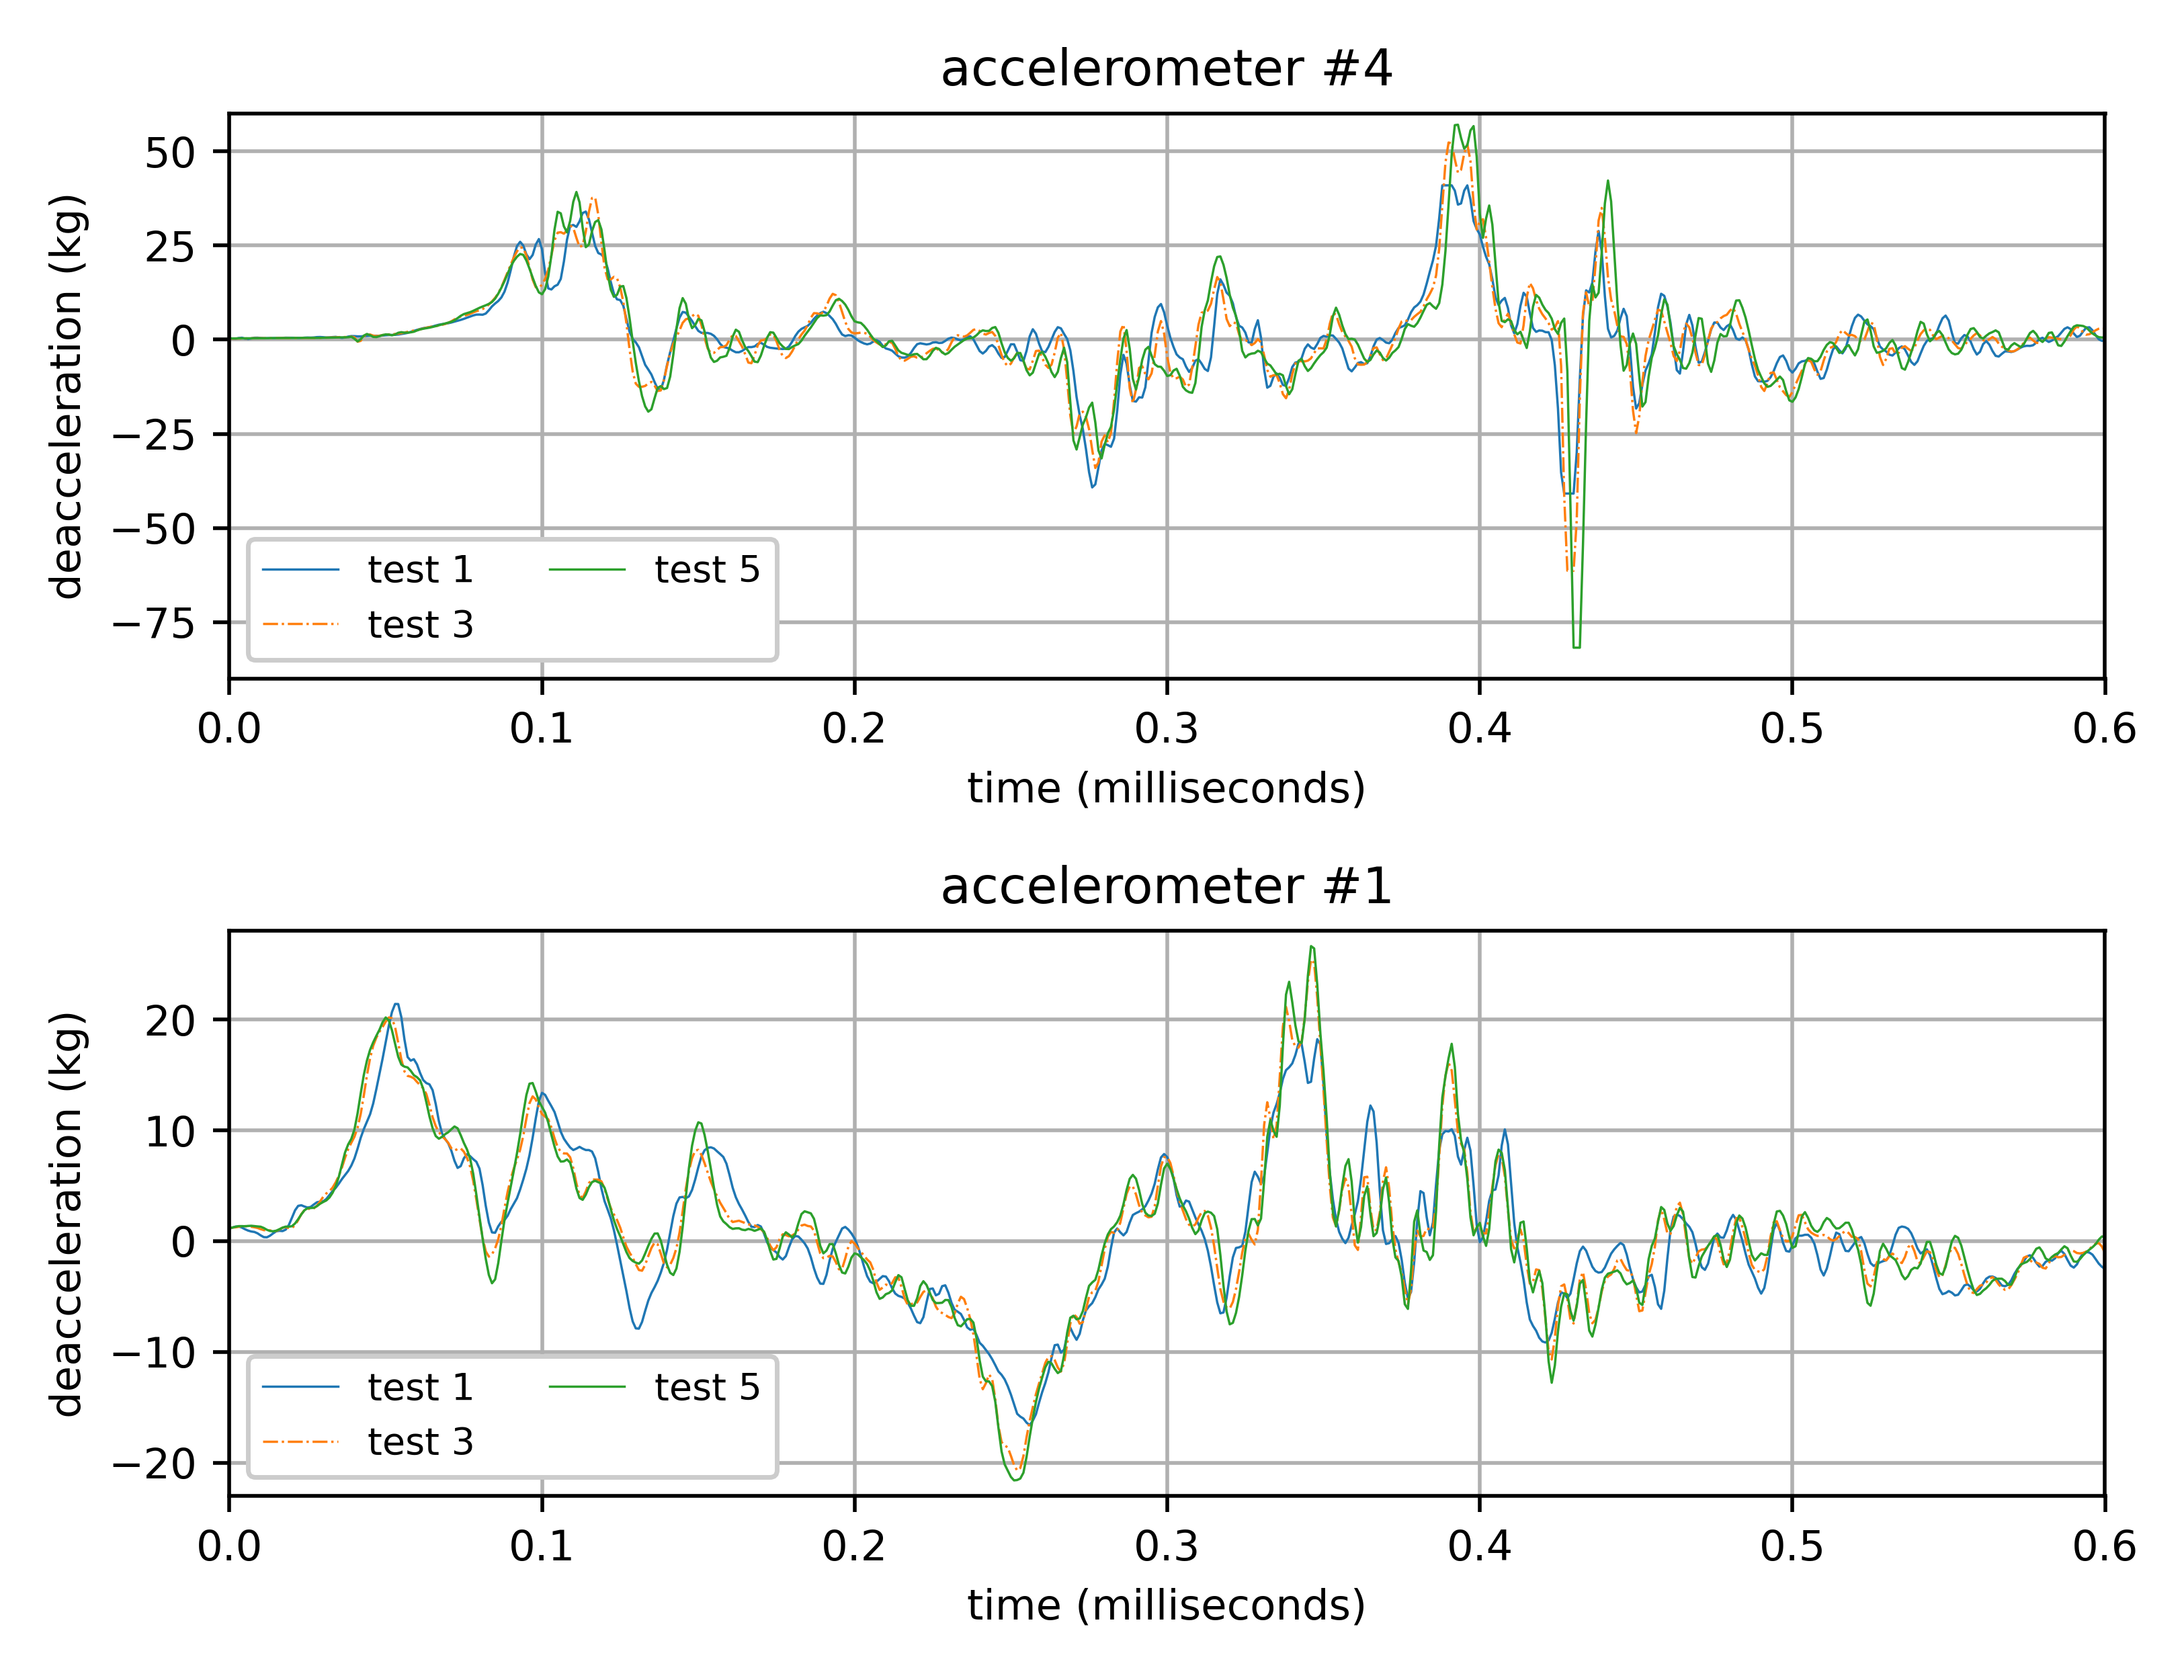 accelerometer #4
deacceleration (kg)
50
25
0
−25
−50
−75
test 1
test 5
test 3
0.0 0.1 0.2 0.3 0.4 0.5 0.6
time (milliseconds)
accelerometer #1
deacceleration (kg)
20
10
0
−10
−20
test 1
test 5
test 3
0.0 0.1 0.2 0.3 0.4 0.5 0.6
time (milliseconds)